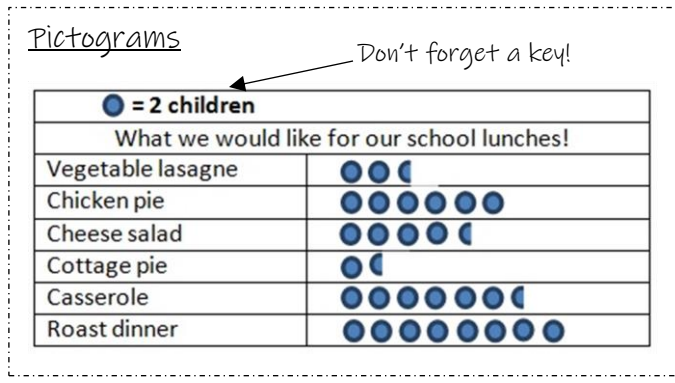 Pictograms
Don't forget a key!
= 2 children
What we would like for our school lunches!
Vegetable lasagne
Chicken pie
Cheese salad
Cottage pie
Casserole
Roast dinner